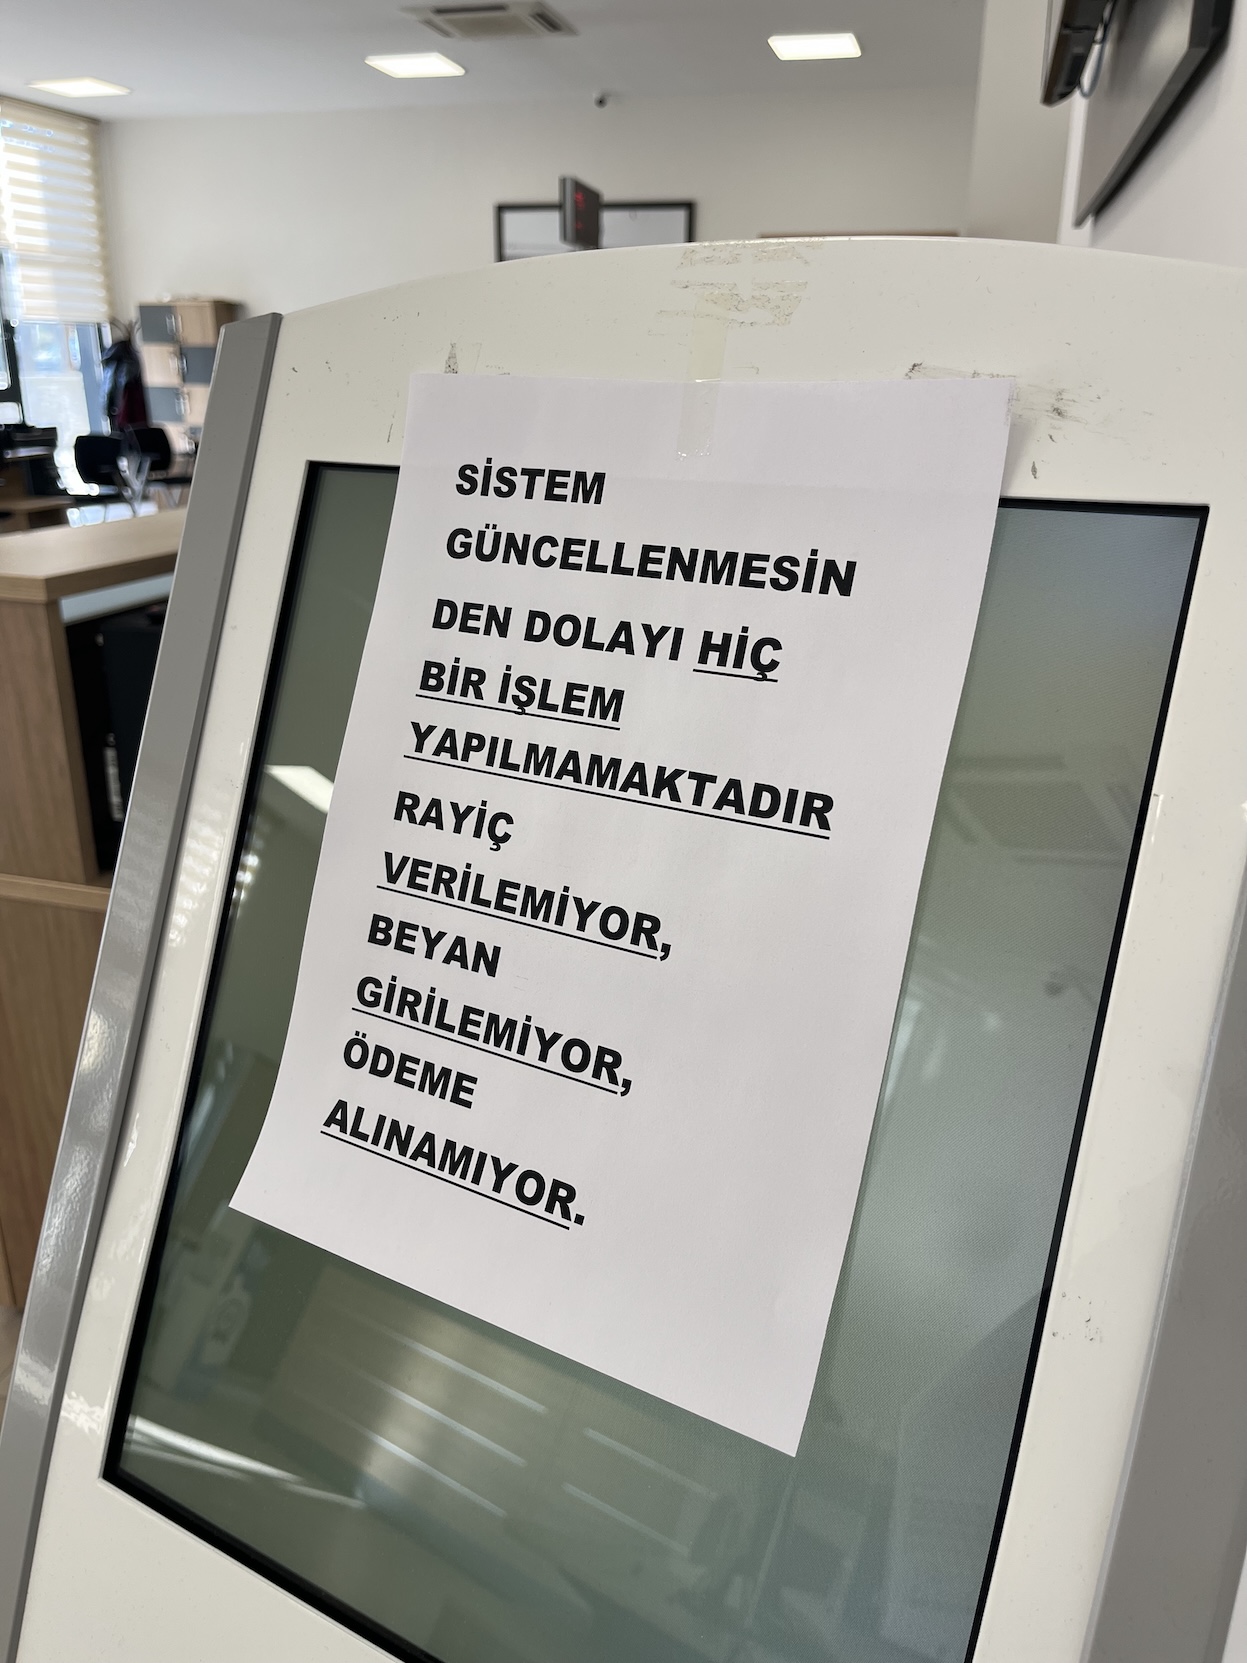 SİSTEM
GÜNCELLENMESİN
DEN DOLAYI HİÇ
BİR İŞLEM
YAPILMAMAKTADIR
RAYİÇ
VERİLEMİYOR,
BEYAN
GİRİLEMİYOR,
ÖDEME
ALINAMIYOR.